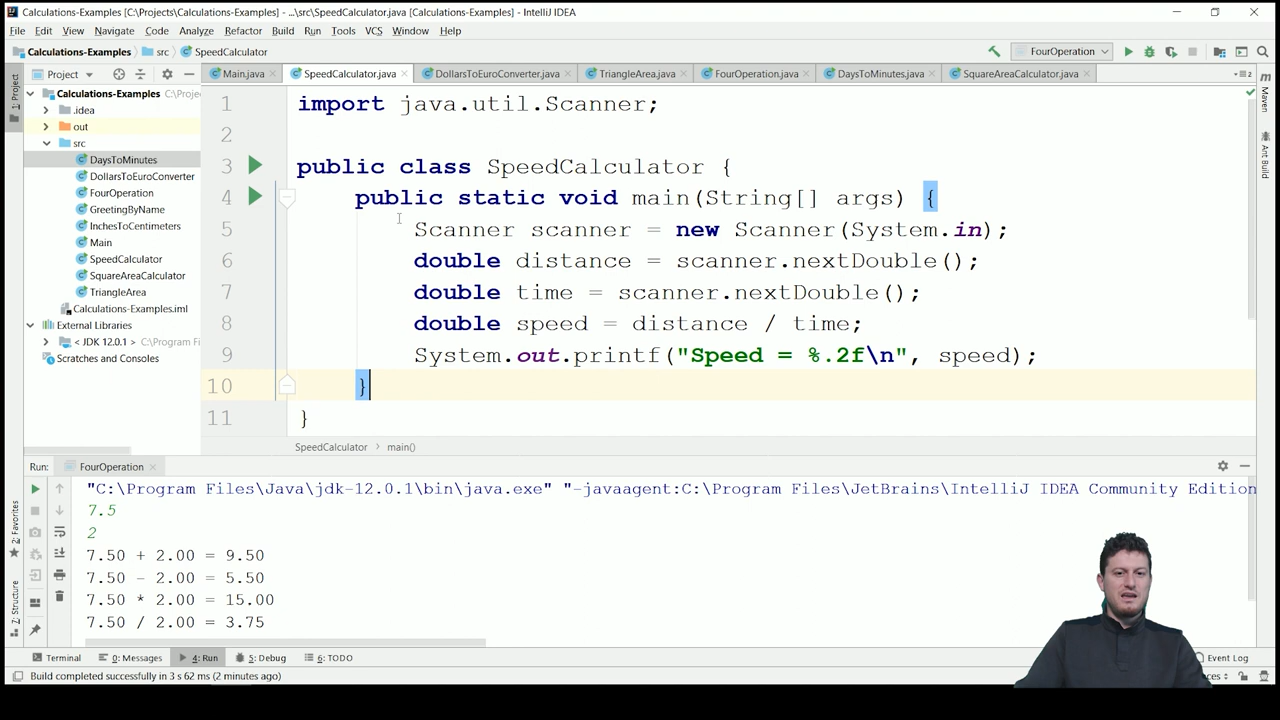 Calculations-Examples [C:\Projects\Calculations-Examples] - ...\src\SpeedCalculator.java [Calculations-Examples] - IntelliJ IDEA
File Edit View Navigate Code Analyze Refactor Build Run Tools VCS Window Help
Calculations-Examples src SpeedCalculator FourOperation
Project Main.java SpeedCalculator.java DollarsToEuroConverter.java TriangleArea.java FourOperation.java DaysToMinutes.java SquareAreaCalculator.java
1: Project
Maven
Ant Build
Calculations-Examples C:\Proje
.idea
out
src
DaysToMinutes
DollarsToEuroConverter
FourOperation
GreetingByName
InchesToCentimeters
Main
SpeedCalculator
SquareAreaCalculator
TriangleArea
Calculations-Examples.iml
External Libraries
< JDK 12.0.1 > C:\Program Fi
Scratches and Consoles
1 import java.util.Scanner;
2
3 public class SpeedCalculator {
4 public static void main(String[] args) {
5 Scanner scanner = new Scanner(System.in);
6 double distance = scanner.nextDouble();
7 double time = scanner.nextDouble();
8 double speed = distance / time;
9 System.out.printf("Speed = %.2f\n", speed);
10 }
11 }
SpeedCalculator main()
Run: FourOperation
2: Favorites
7: Structure
"C:\Program Files\Java\jdk-12.0.1\bin\java.exe" "-javaagent:C:\Program Files\JetBrains\IntelliJ IDEA Community Edition
7.5
2
7.50 + 2.00 = 9.50
7.50 - 2.00 = 5.50
7.50 * 2.00 = 15.00
7.50 / 2.00 = 3.75
Terminal 0: Messages 4: Run 5: Debug 6: TODO Event Log
Build completed successfully in 3 s 62 ms (2 minutes ago)